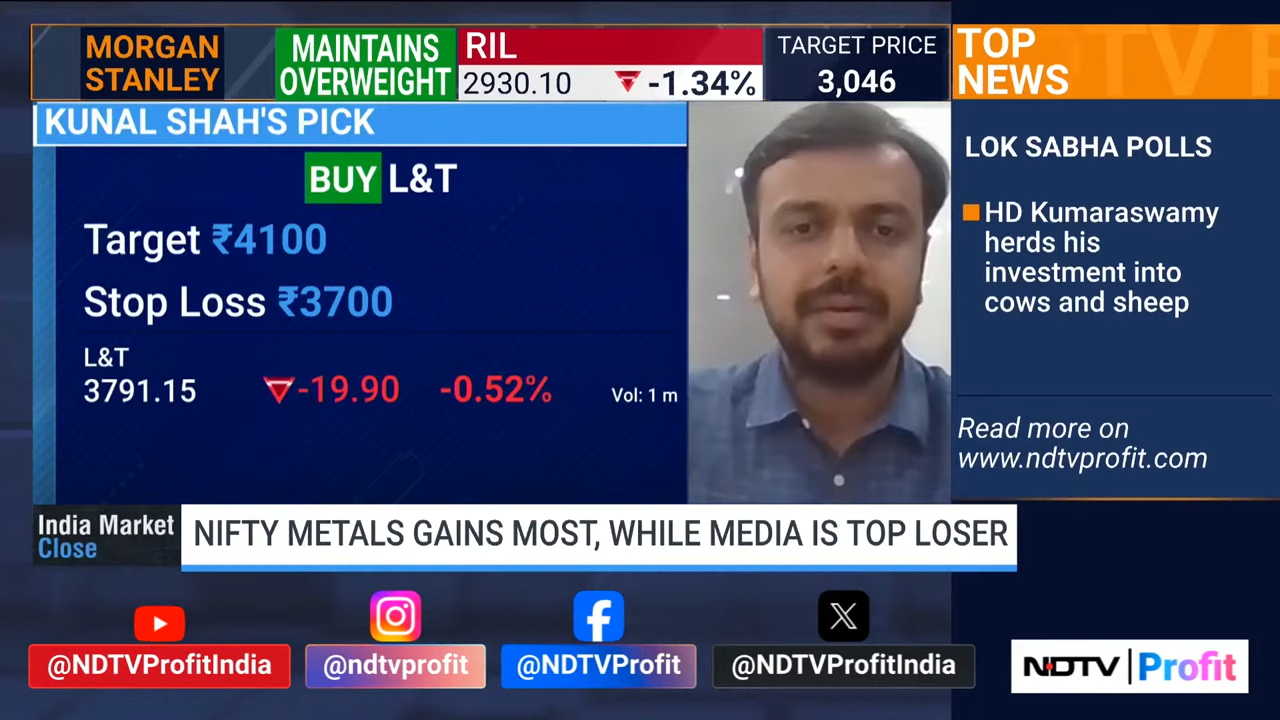 MORGAN
STANLEY
MAINTAINS
OVERWEIGHT
RIL
2930.10 ▼ -1.34%
TARGET PRICE
3,046
TOP
NEWS
KUNAL SHAH'S PICK
BUY L&T
Target ₹4100
Stop Loss ₹3700
L&T
3791.15 ▼-19.90 -0.52% Vol: 1 m
LOK SABHA POLLS
HD Kumaraswamy
herds his
investment into
cows and sheep
Read more on
www.ndtvprofit.com
India Market
Close
NIFTY METALS GAINS MOST, WHILE MEDIA IS TOP LOSER
@NDTVProfitIndia
@ndtvprofit
@NDTVProfit
@NDTVProfitIndia
NDTV | Profit